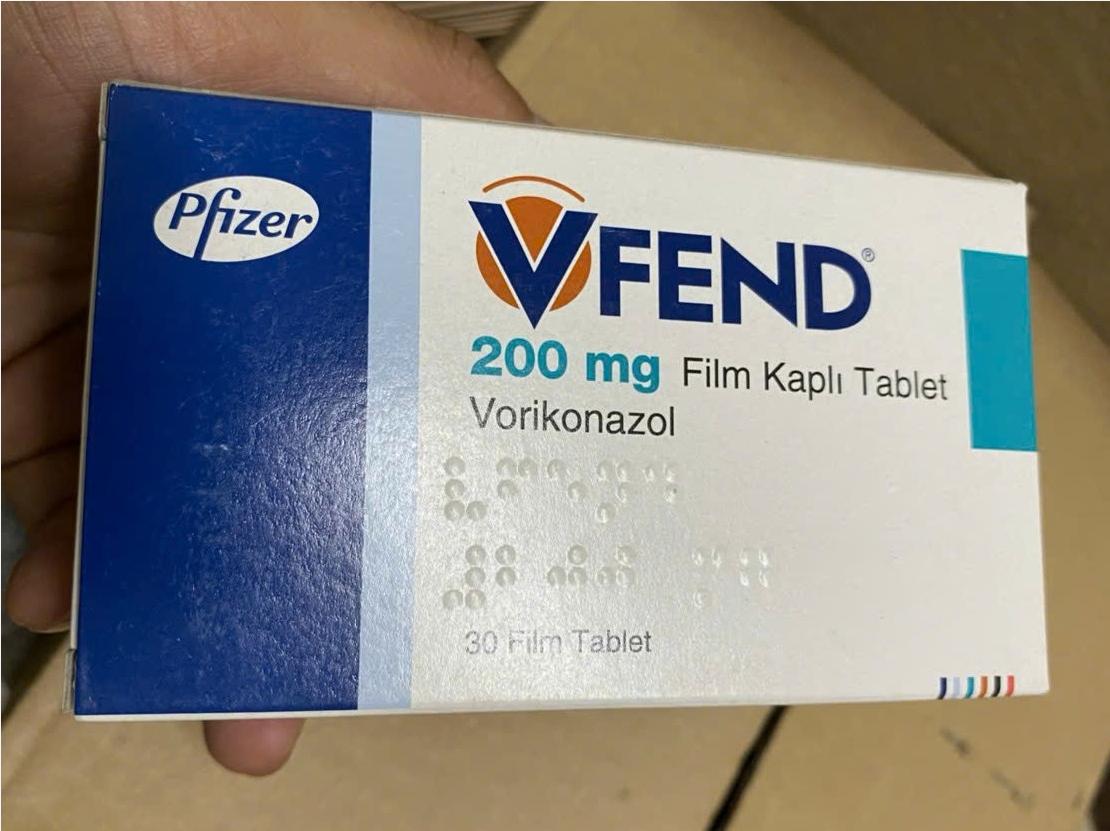 Pfizer
VFEND®
200 mg Film Kaplı Tablet
Vorikonazol
30 Film Tablet